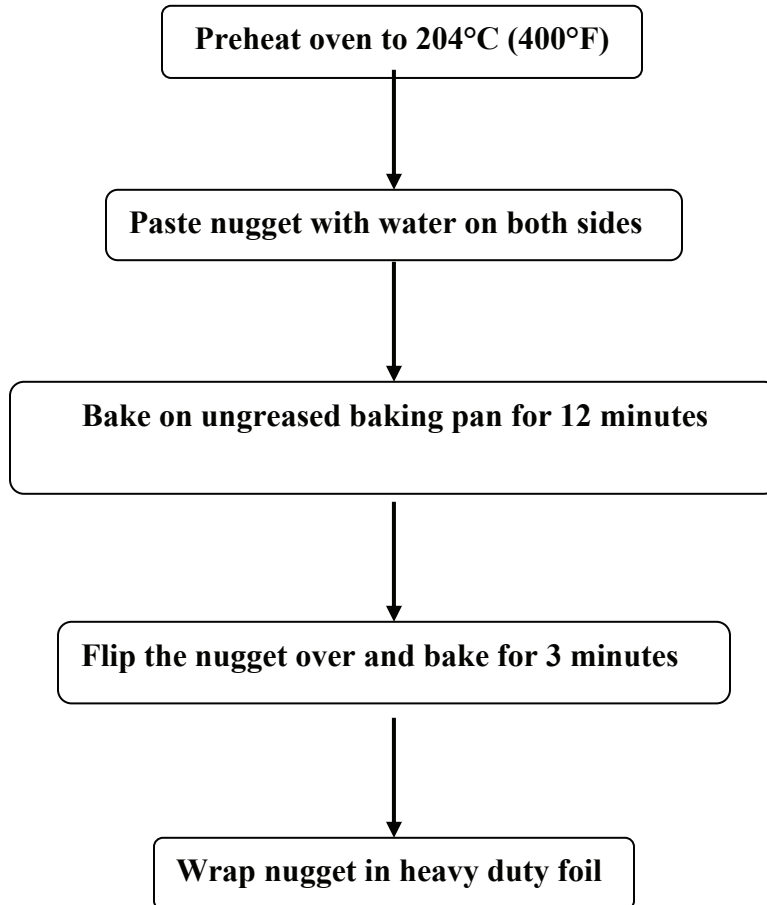 Preheat oven to 204°C (400°F)
Paste nugget with water on both sides
Bake on ungreased baking pan for 12 minutes
Flip the nugget over and bake for 3 minutes
Wrap nugget in heavy duty foil